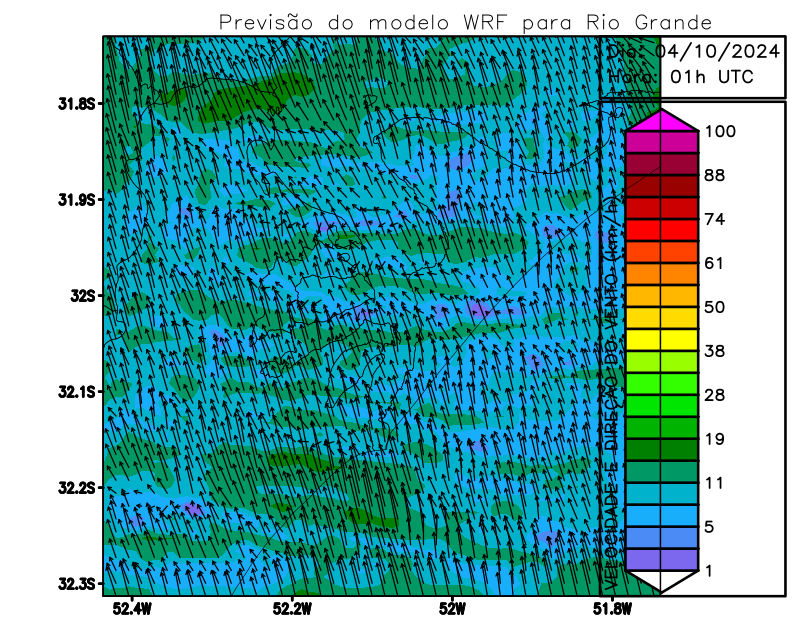 Previsão do modelo WRF para Rio Grande
Dia: 04/10/2024
Hora: 01h UTC
31.8S
31.9S
32S
32.1S
32.2S
32.3S
52.4W
52.2W
52W
51.8W
VELOCIDADE E DIREÇÃO DO VENTO (km/h)
100
88
74
61
50
38
28
19
11
5
1